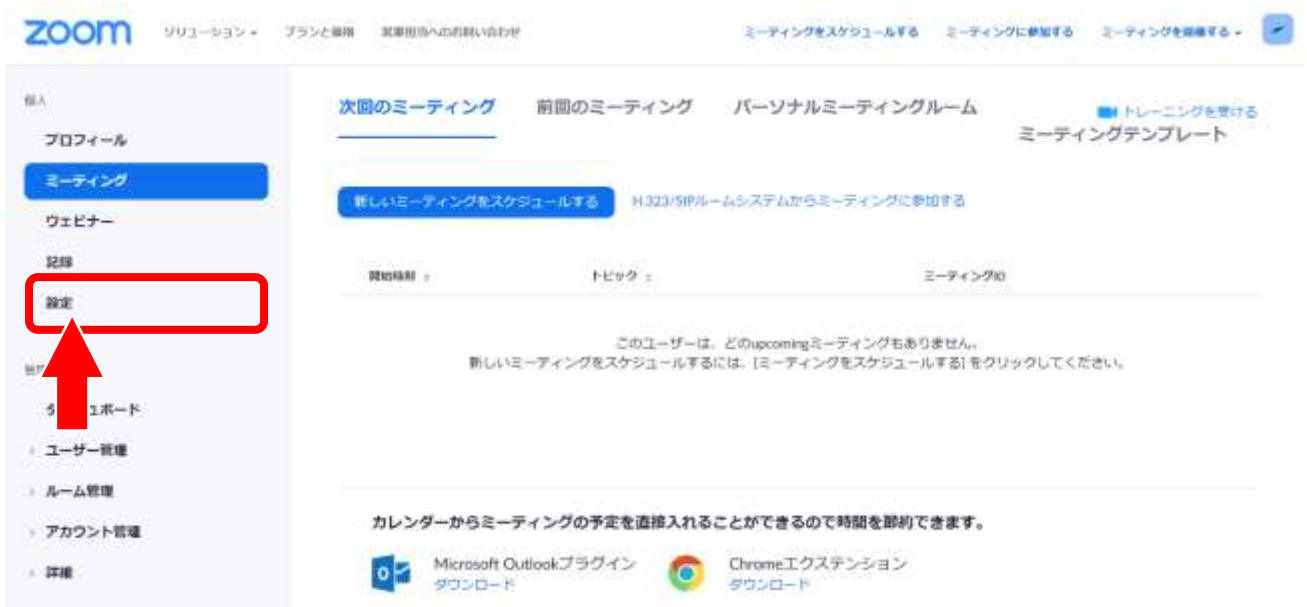 zoom ソリューション プランと価格 営業担当へのお問い合わせ ミーティングをスケジュールする ミーティングに参加する ミーティングを開催する
個人
プロフィール
ミーティング
ウェビナー
記録
設定
ユーザー管理
ルーム管理
アカウント管理
詳細
次回のミーティング 前回のミーティング パーソナルミーティングルーム
トレーニングを受ける
ミーティングテンプレート
新しいミーティングをスケジュールする H.323/SIPルームシステムからミーティングに参加する
開始時刻 トピック ミーティングID
このユーザーは、どのupcomingミーティングもありません。
新しいミーティングをスケジュールするには、[ミーティングをスケジュールする] をクリックしてください。
カレンダーからミーティングの予定を直接入れることができるので時間を節約できます。
Microsoft Outlookプラグイン
ダウンロード
Chromeエクステンション
ダウンロード